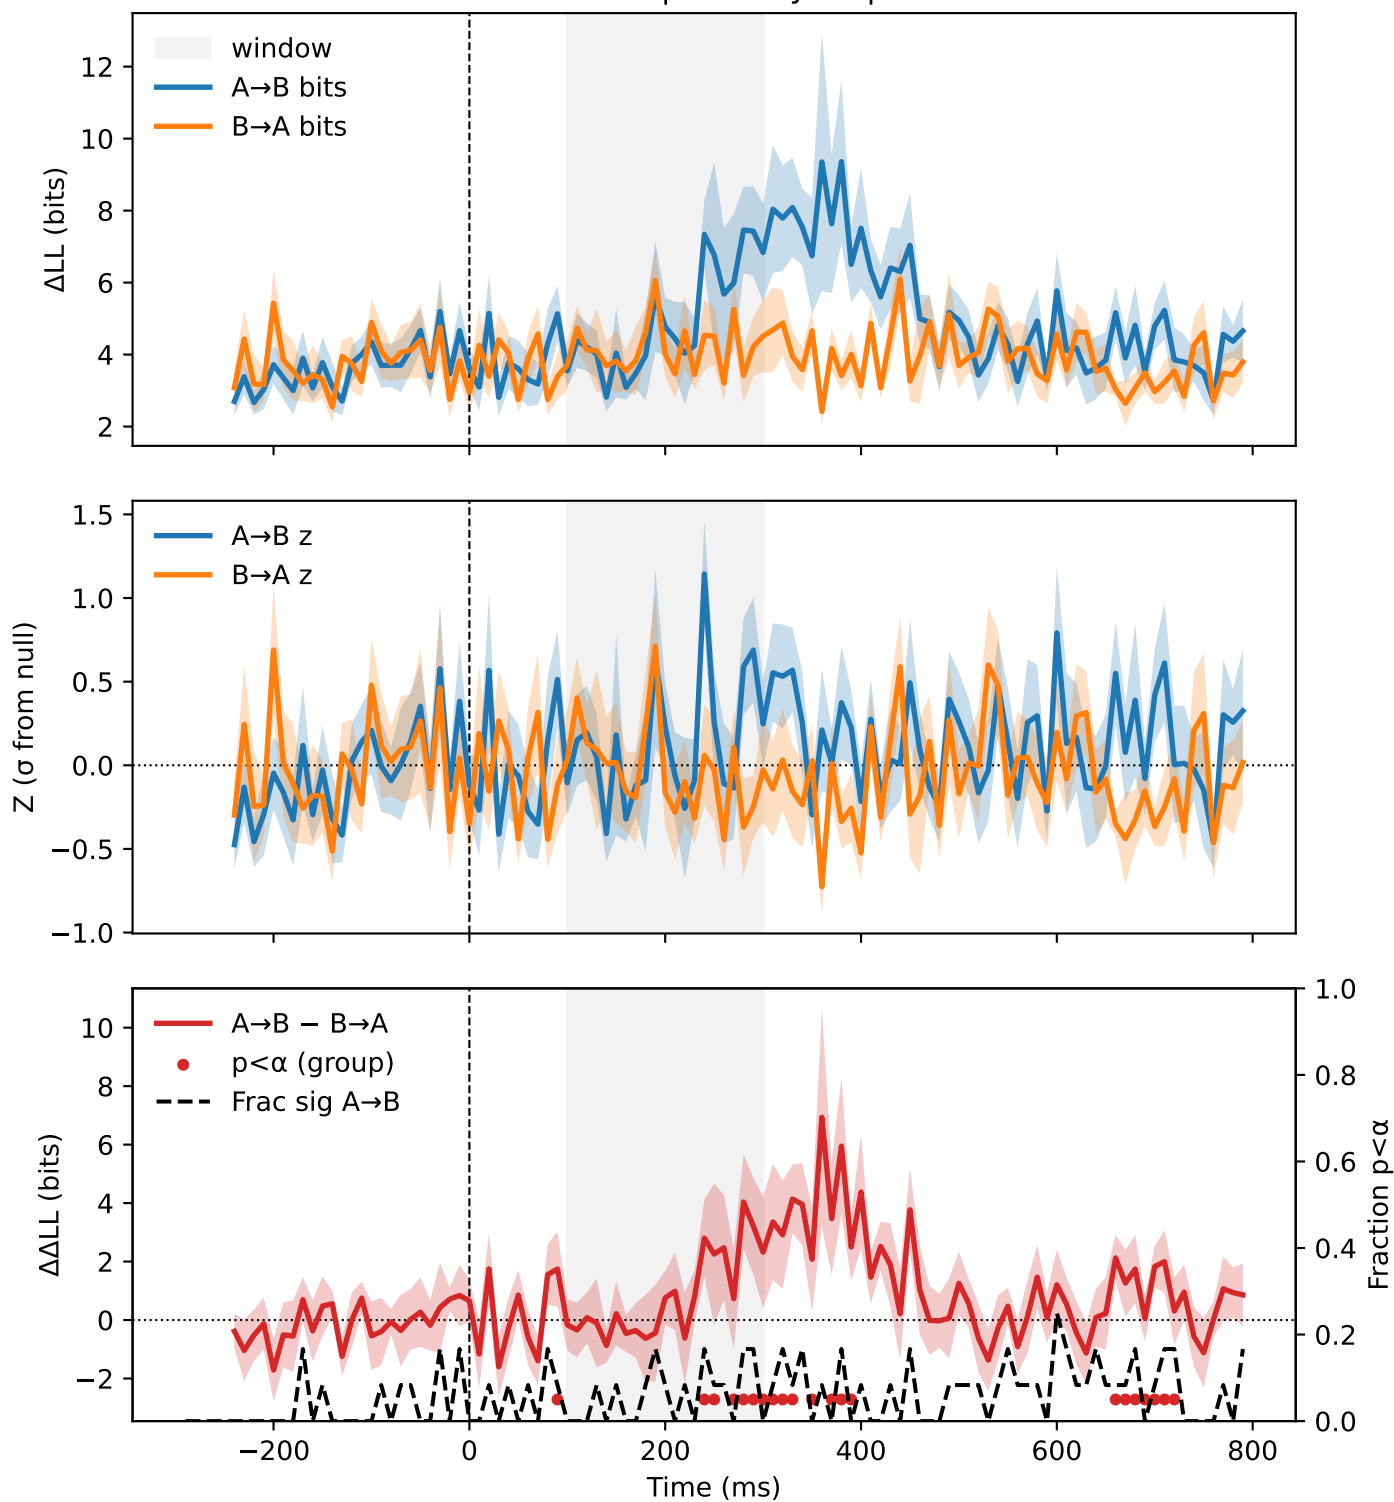 window
A→B bits
B→A bits
ΔLL (bits)
12
10
8
6
4
2
A→B z
B→A z
Z (σ from null)
1.5
1.0
0.5
0.0
−0.5
−1.0
A→B − B→A
p<α (group)
Frac sig A→B
ΔΔLL (bits)
10
8
6
4
2
0
−2
1.0
0.8
0.6
0.4
0.2
0.0
Fraction p<α
−200
0
200
400
600
800
Time (ms)